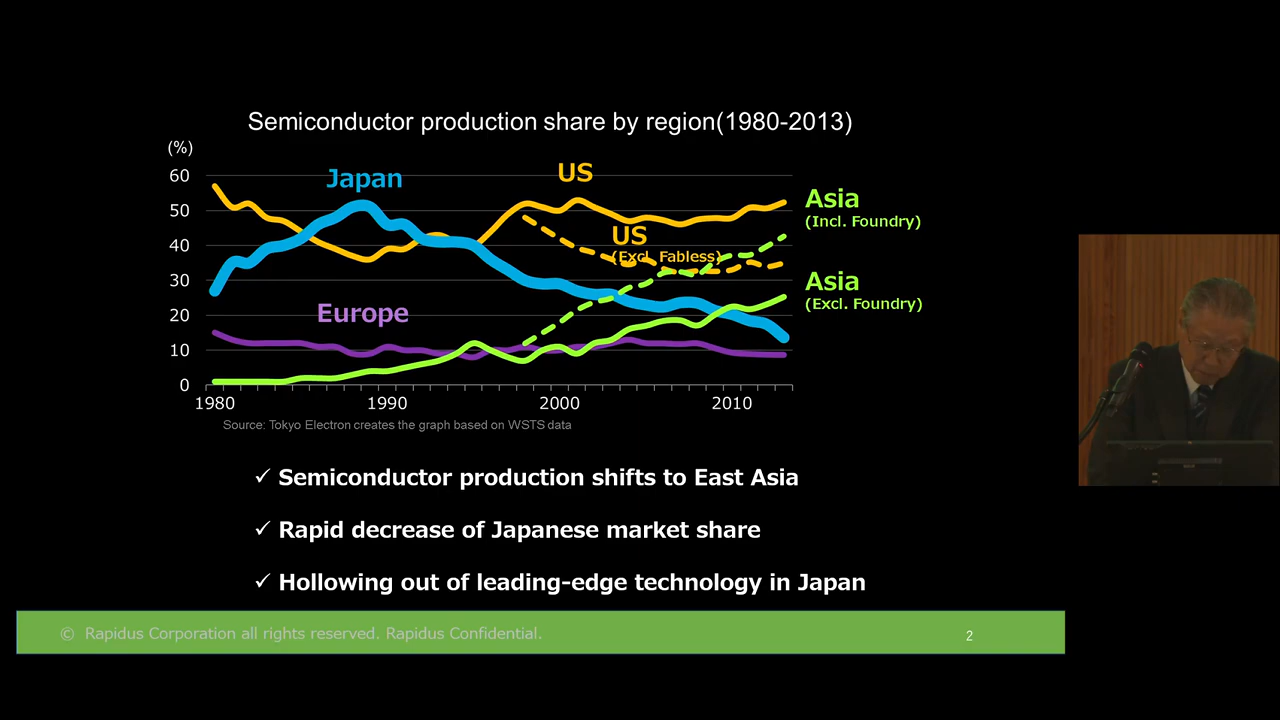 Semiconductor production share by region(1980-2013)
(%)
60
50
40
30
20
10
0
1980 1990 2000 2010
Japan
US
US
(Excl. Fabless)
Europe
Asia
(Incl. Foundry)
Asia
(Excl. Foundry)
Source: Tokyo Electron creates the graph based on WSTS data
✓ Semiconductor production shifts to East Asia
✓ Rapid decrease of Japanese market share
✓ Hollowing out of leading-edge technology in Japan
© Rapidus Corporation all rights reserved. Rapidus Confidential.
2